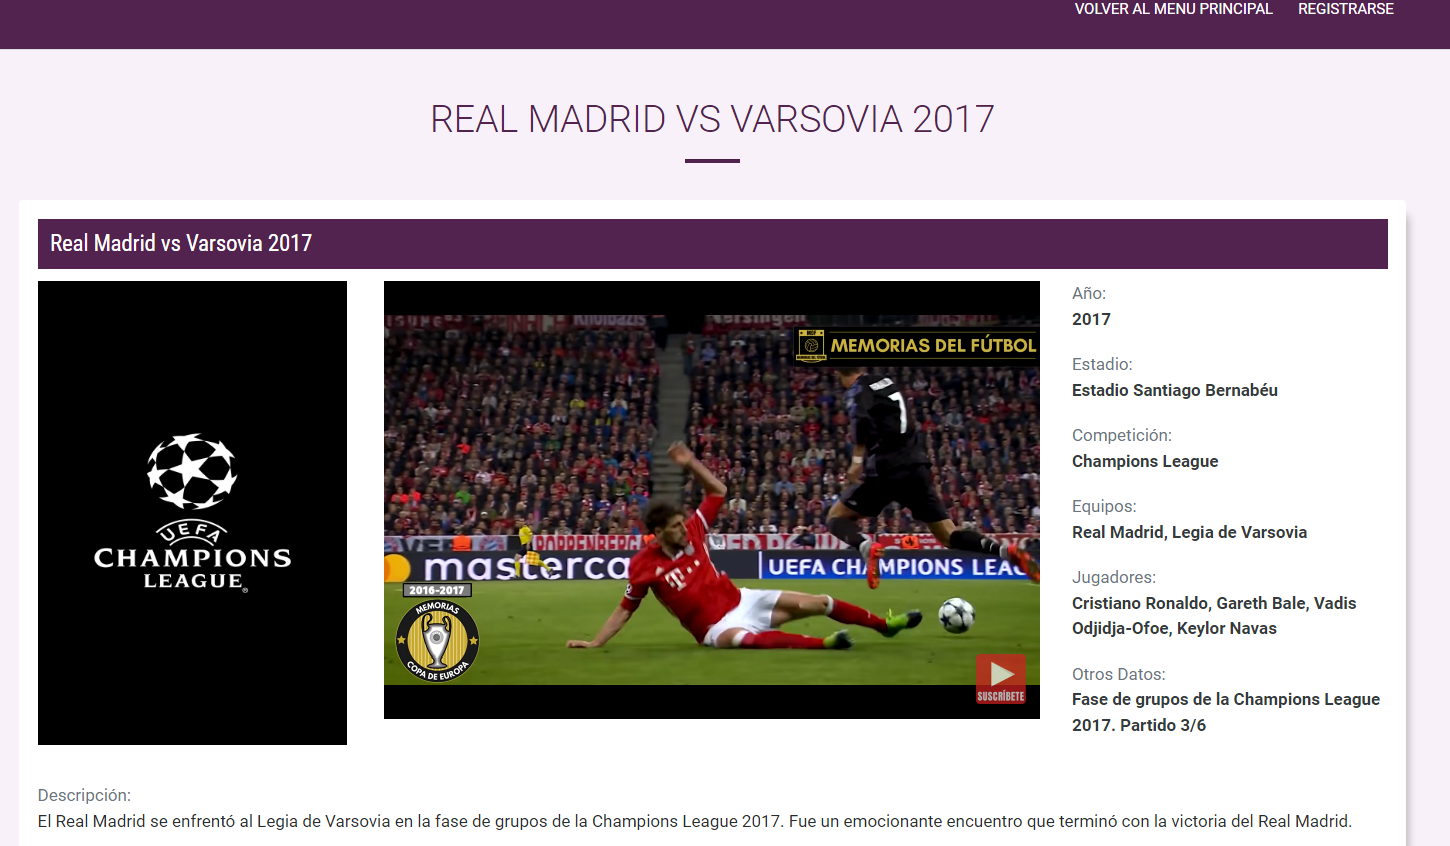 VOLVER AL MENU PRINCIPAL REGISTRARSE
REAL MADRID VS VARSOVIA 2017
Real Madrid vs Varsovia 2017
UEFA
CHAMPIONS
LEAGUE
MDF
MEMORIAS DEL FÚTBOL
7
masterca
UEFA CHAMPIONS LEAG
T
2016-2017
MEMORIAS
COPA DE EUROPA
SUSCRÍBETE
Año:
2017
Estadio:
Estadio Santiago Bernabéu
Competición:
Champions League
Equipos:
Real Madrid, Legia de Varsovia
Jugadores:
Cristiano Ronaldo, Gareth Bale, Vadis
Odjidja-Ofoe, Keylor Navas
Otros Datos:
Fase de grupos de la Champions League
2017. Partido 3/6
Descripción:
El Real Madrid se enfrentó al Legia de Varsovia en la fase de grupos de la Champions League 2017. Fue un emocionante encuentro que terminó con la victoria del Real Madrid.